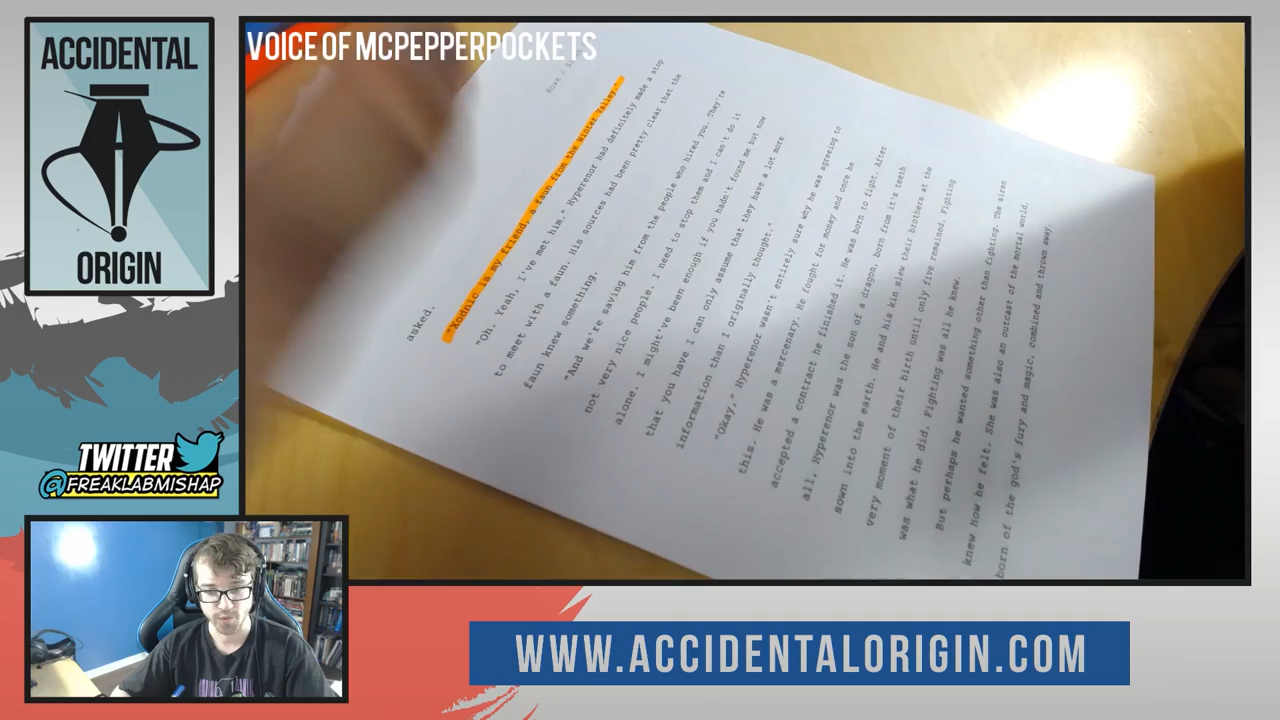 ACCIDENTAL
ORIGIN
VOICE OF MCPEPPERPOCKETS
asked.
"Xodnic is my friend, a faun from the Winter Valley."
"Oh. Yeah, I've met him." Hyperenor had definitely made a stop
to meet with a faun. His sources had been pretty clear that the
faun knew something.
"And we're saving him from the people who hired you. They're
not very nice people. I need to stop them and I can't do it
alone. I might've been enough if you hadn't found me but now
that you have I can only assume that they have a lot more
information than I originally thought."
"Okay," Hyperenor wasn't entirely sure why he was agreeing to
this. He was a mercenary. He fought for money and once he
accepted a contract he finished it. He was born to fight. After
all, Hyperenor was the son of a dragon, born from it's teeth
sown into the earth. He and his kin slew their brothers at the
very moment of their birth until only five remained. Fighting
was what he did. Fighting was all he knew.
But perhaps he wanted something other than fighting. The siren
knew how he felt. She was also an outcast of the mortal world,
born of the god's fury and magic, combined and thrown away.
TWITTER
@FREAKLABMISHAP
WWW.ACCIDENTALORIGIN.COM